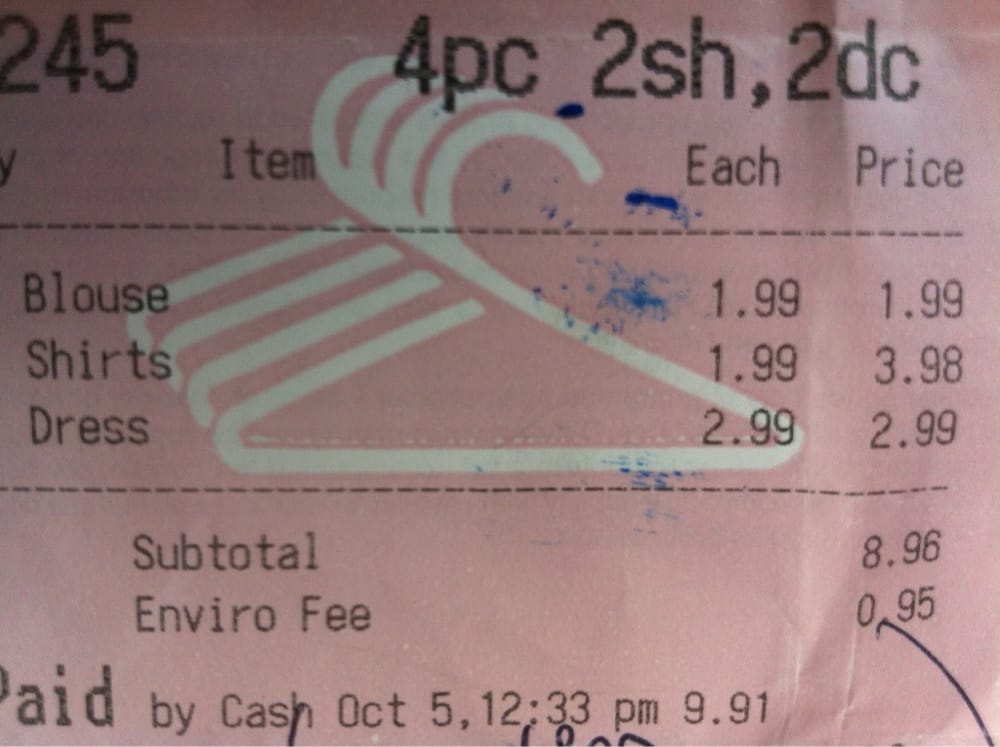 245 4pc 2sh,2dc
y Item Each Price
Blouse 1.99 1.99
Shirts 1.99 3.98
Dress 2.99 2.99
Subtotal 8.96
Enviro Fee 0.95
Paid by Cash Oct 5,12:33 pm 9.91